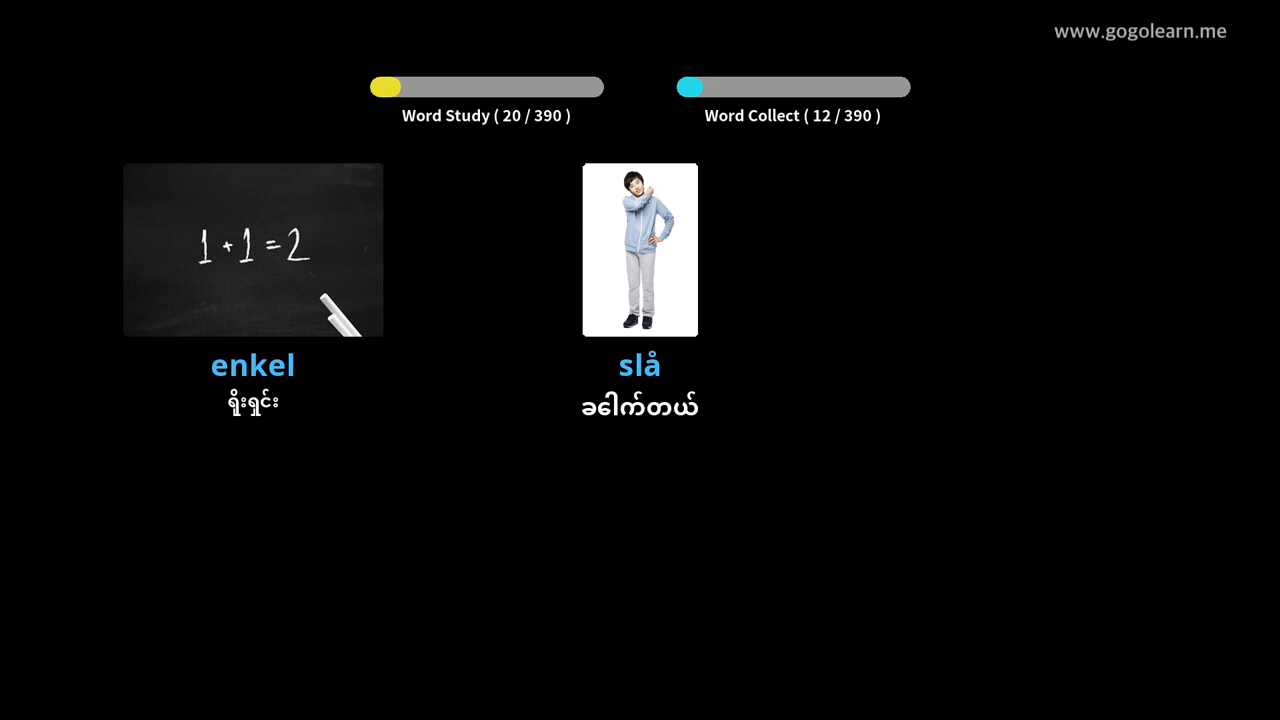 www.gogolearn.me
Word Study ( 20 / 390 )
Word Collect ( 12 / 390 )
1 + 1 = 2
enkel
ရိုးရှင်း
slå
ခေါက်တယ်